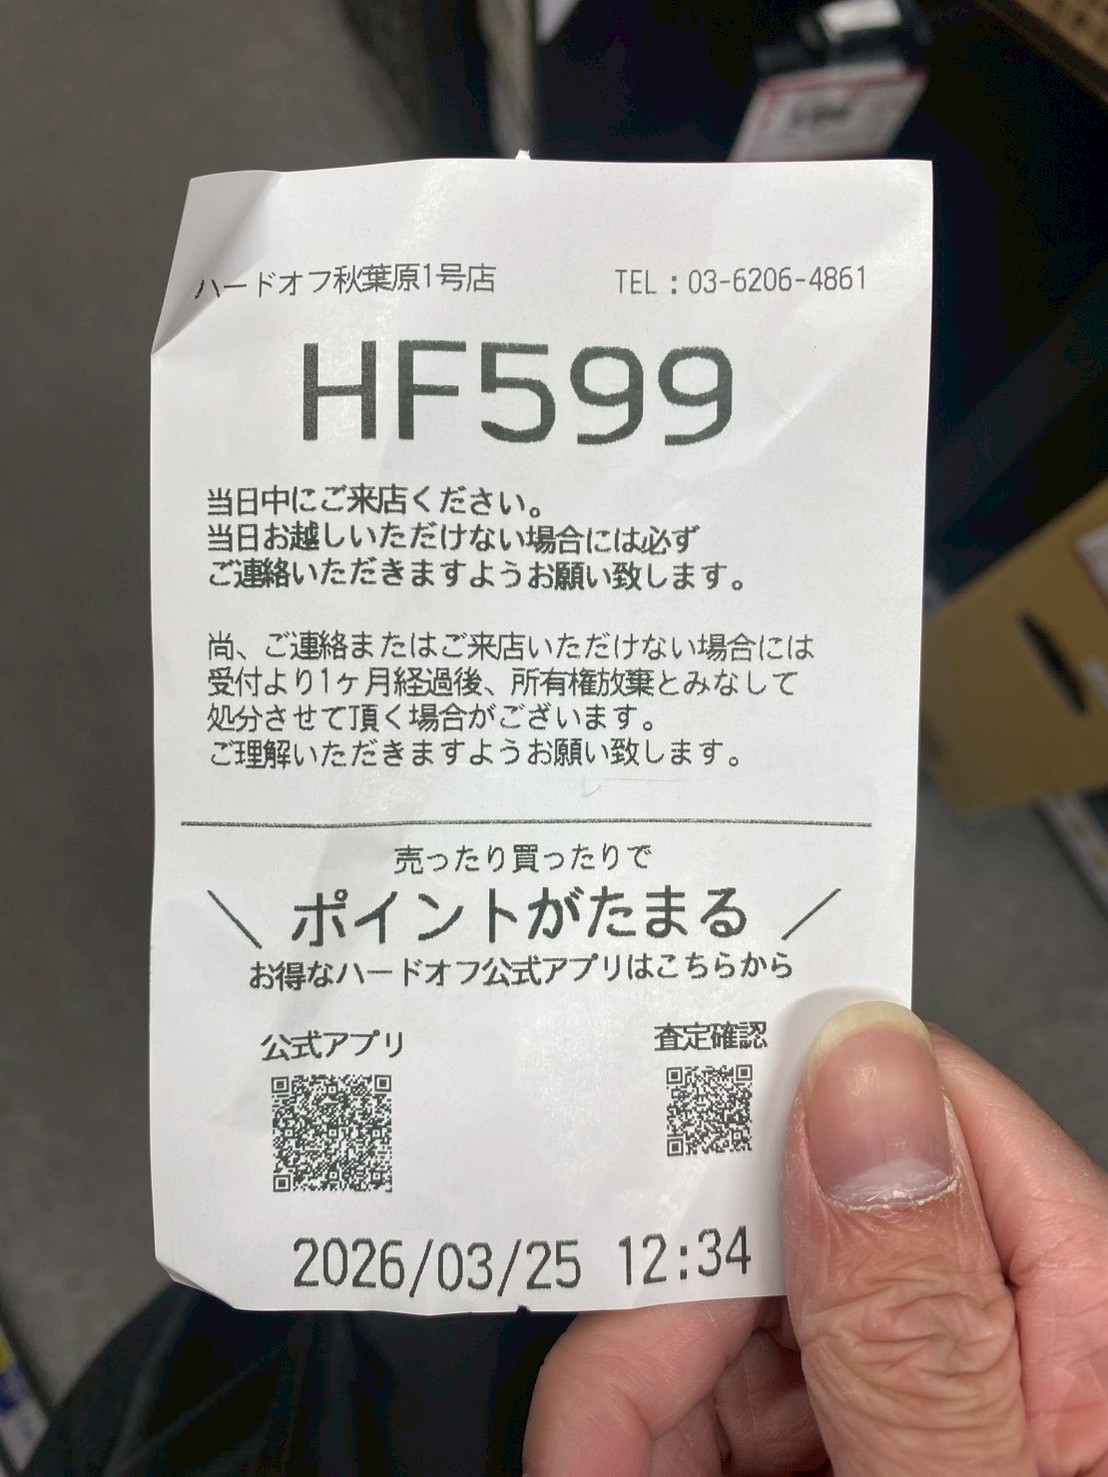 ハードオフ秋葉原1号店 TEL：03-6206-4861
HF599
当日中にご来店ください。
当日お越しいただけない場合には必ず
ご連絡いただきますようお願い致します。
尚、ご連絡またはご来店いただけない場合には
受付より1ヶ月経過後、所有権放棄とみなして
処分させて頂く場合がございます。
ご理解いただきますようお願い致します。
売ったり買ったりで
＼ ポイントがたまる ／
お得なハードオフ公式アプリはこちらから
公式アプリ 査定確認
2026/03/25 12:34